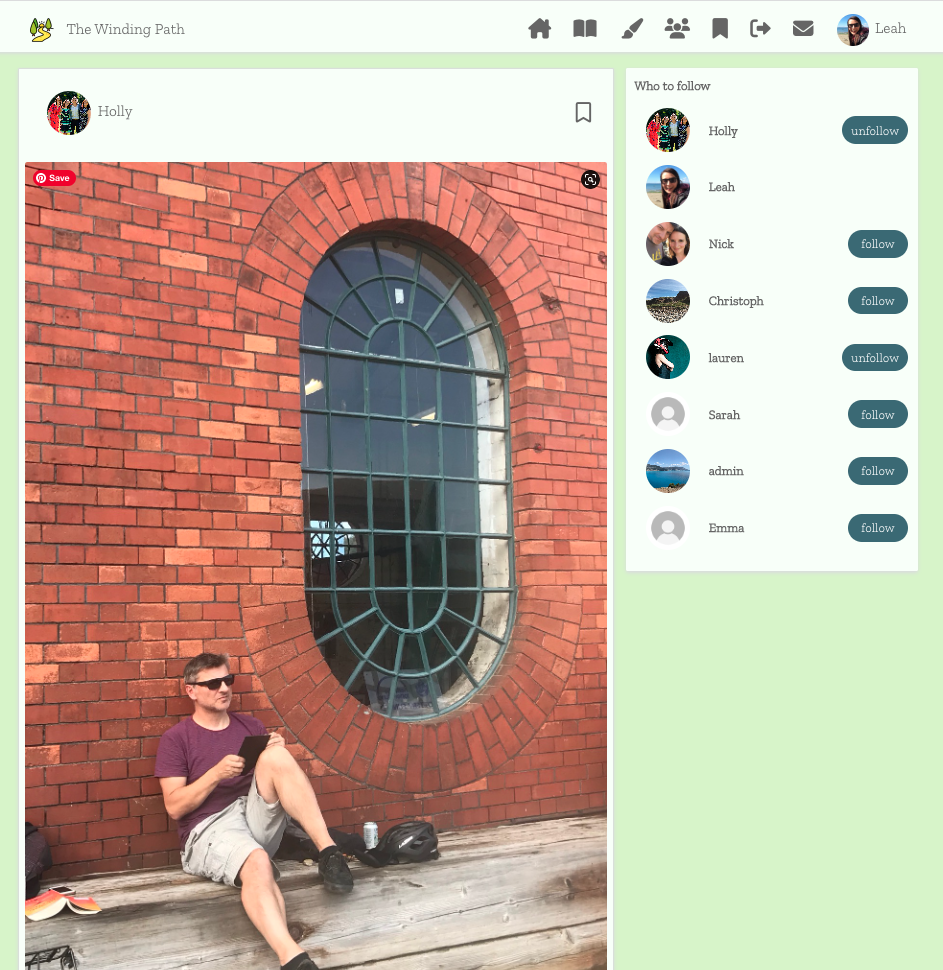 The Winding Path
Leah
Holly
Save
Who to follow
Holly
unfollow
Leah
Nick
follow
Christoph
follow
lauren
unfollow
Sarah
follow
admin
follow
Emma
follow